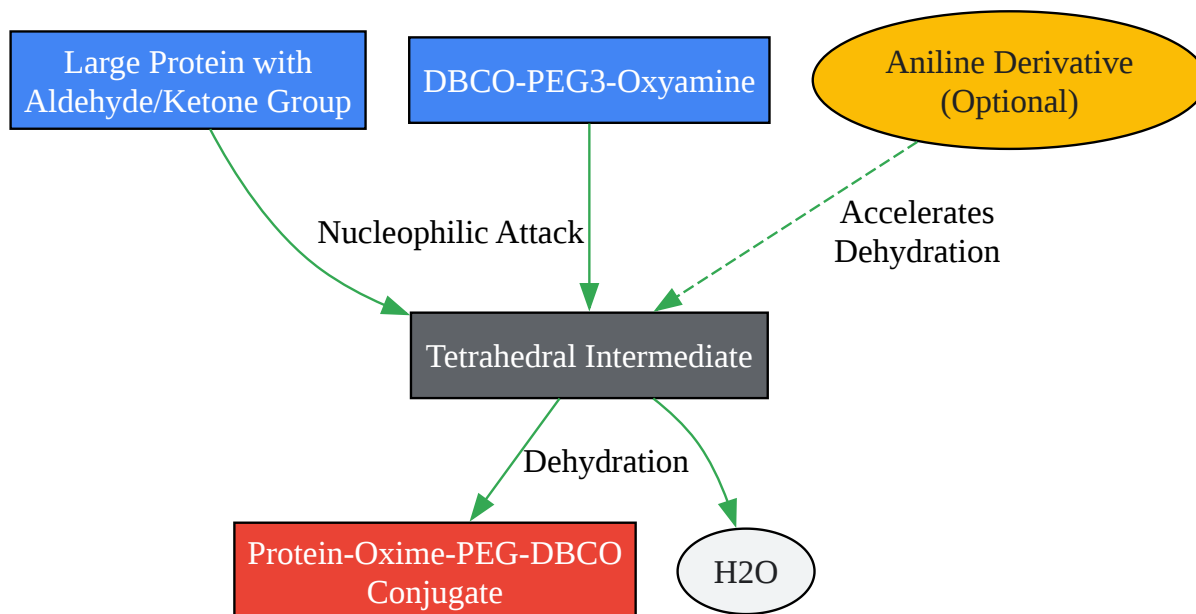 Large Protein with
Aldehyde/Ketone Group
DBCO-PEG3-Oxyamine
Aniline Derivative
(Optional)
Nucleophilic Attack
Accelerates
Dehydration
Tetrahedral Intermediate
Dehydration
Protein-Oxime-PEG-DBCO
Conjugate
H2O